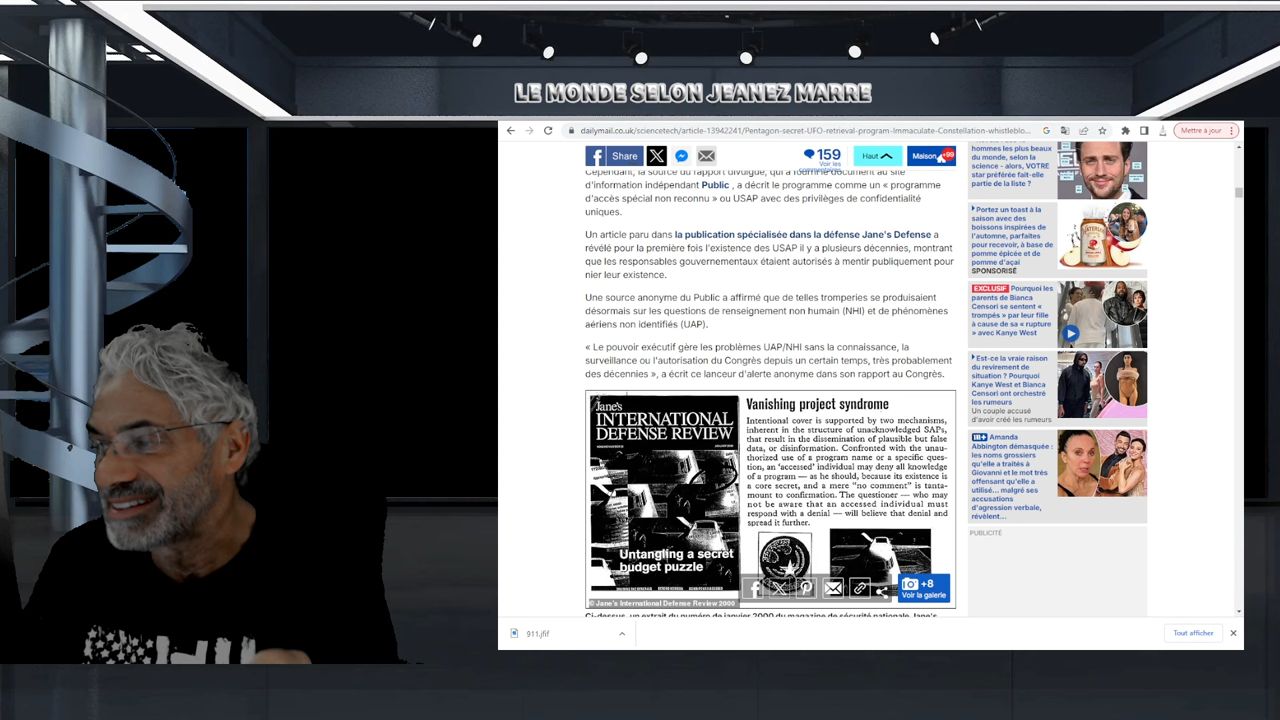 LE MONDE SELON JEANEZ MARRE
dailymail.co.uk/sciencetech/article-13942241/Pentagon-secret-UFO-retrieval-program-Immaculate-Constellation-whistleblo...
Mettre à jour
Share
159
Voir les
Haut
Maison
+99
d'information indépendant Public , a décrit le programme comme un « programme
d'accès spécial non reconnu » ou USAP avec des privilèges de confidentialité
uniques.
Un article paru dans la publication spécialisée dans la défense Jane's Defense a
révélé pour la première fois l'existence des USAP il y a plusieurs décennies, montrant
que les responsables gouvernementaux étaient autorisés à mentir publiquement pour
nier leur existence.
Une source anonyme du Public a affirmé que de telles tromperies se produisaient
désormais sur les questions de renseignement non humain (NHI) et de phénomènes
aériens non identifiés (UAP).
« Le pouvoir exécutif gère les problèmes UAP/NHI sans la connaissance, la
surveillance ou l'autorisation du Congrès depuis un certain temps, très probablement
des décennies », a écrit ce lanceur d'alerte anonyme dans son rapport au Congrès.
Jane's
INTERNATIONAL
DEFENSE REVIEW
Untangling a secret
budget puzzle
© Jane's International Defense Review 2000
Vanishing project syndrome
Intentional cover is supported by two mechanisms,
inherent in the structure of unacknowledged SAPs,
that result in the dissemination of plausible but false
data, or disinformation. Confronted with the unau-
thorized use of a program name or a specific ques-
tion, an 'accessed' individual may deny all knowledge
of a program — as he should, because its existence is
a core secret, and a mere "no comment" is tanta-
mount to confirmation. The questioner — who may
not be aware that an accessed individual must
respond with a denial — will believe that denial and
spread it further.
+8
Voir la galerie
Ci-dessus, un extrait du numéro de janvier 2000 du magazine de sécurité nationale, Jane's
hommes les plus beaux
du monde, selon la
science - alors, VOTRE
star préférée fait-elle
partie de la liste ?
Portez un toast à la
saison avec des
boissons inspirées de
l'automne, parfaites
pour recevoir, à base de
pomme épicée et de
pomme d'açaï
SPONSORISÉ
EXCLUSIF Pourquoi les
parents de Bianca
Censori se sentent «
trompés » par leur fille
à cause de sa « rupture
» avec Kanye West
Est-ce la vraie raison
du revirement de
situation ? Pourquoi
Kanye West et Bianca
Censori ont orchestré
les rumeurs
Un couple accusé
d'avoir créé les rumeurs
Amanda
Abbington démasquée :
les noms grossiers
qu'elle a traités à
Giovanni et le mot très
offensant qu'elle a
utilisé... malgré ses
accusations
d'agression verbale,
révèlent...
PUBLICITÉ
911.jfif
Tout afficher